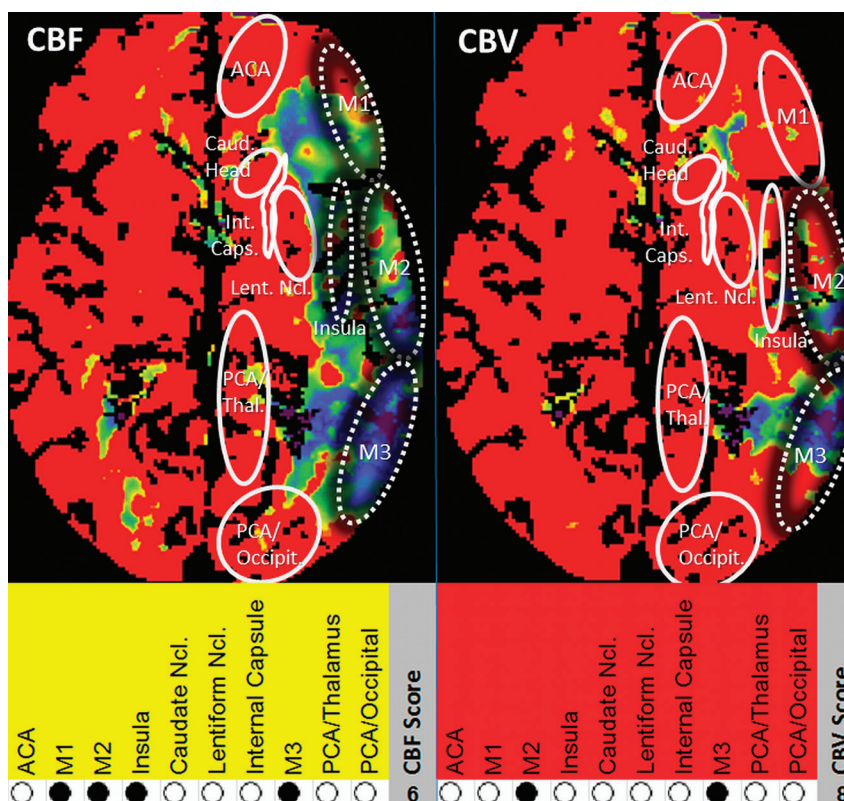 CBF
ACA
M1
Caud.
Head
Int.
Caps.
M2
Lent. Ncl.
Insula
PCA/
Thal.
M3
PCA/
Occipit.
CBV
ACA
M1
Caud.
Head
Int.
Caps.
M2
Lent. Ncl.
Insula
PCA/
Thal.
M3
PCA/
Occipit.
ACA
M1
M2
Insula
Caudate Ncl.
Lentiform Ncl.
Internal Capsule
M3
PCA/Thalamus
PCA/Occipital
CBF Score
ACA
M1
M2
Insula
Caudate Ncl.
Lentiform Ncl.
Internal Capsule
M3
PCA/Thalamus
PCA/Occipital
CBV Score